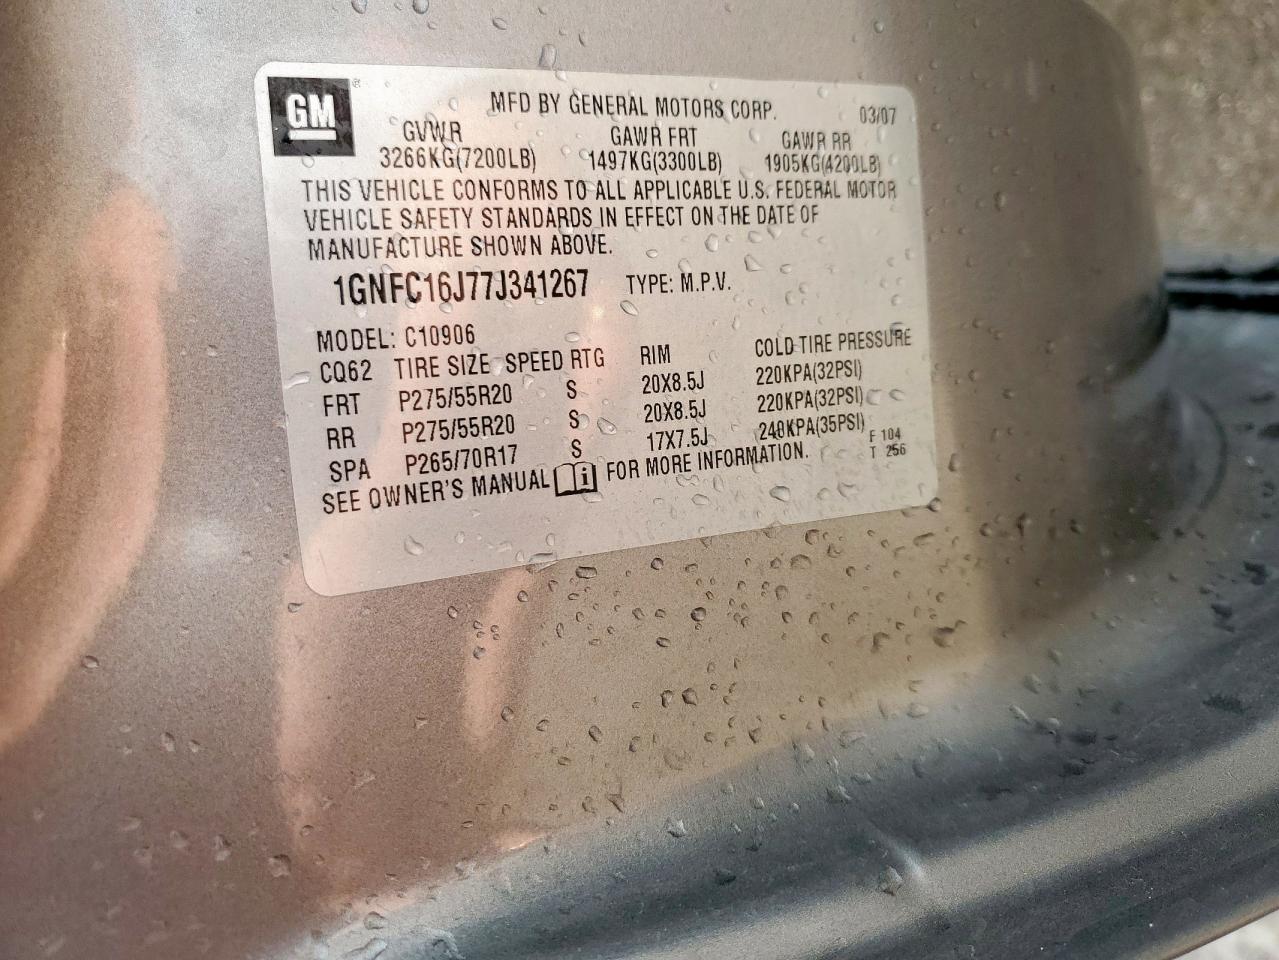 GM®
MFD BY GENERAL MOTORS CORP. 03/07
GVWR GAWR FRT GAWR RR
3266KG(7200LB) 1497KG(3300LB) 1905KG(4200LB)
THIS VEHICLE CONFORMS TO ALL APPLICABLE U.S. FEDERAL MOTOR
VEHICLE SAFETY STANDARDS IN EFFECT ON THE DATE OF
MANUFACTURE SHOWN ABOVE.
1GNFC16J77J341267 TYPE: M.P.V.
MODEL: C10906
CQ62 TIRE SIZE SPEED RTG RIM COLD TIRE PRESSURE
FRT P275/55R20 S 20X8.5J 220KPA(32PSI)
RR P275/55R20 S 20X8.5J 220KPA(32PSI)
SPA P265/70R17 S 17X7.5J 240KPA(35PSI)
SEE OWNER'S MANUAL i FOR MORE INFORMATION.
F 104
T 256